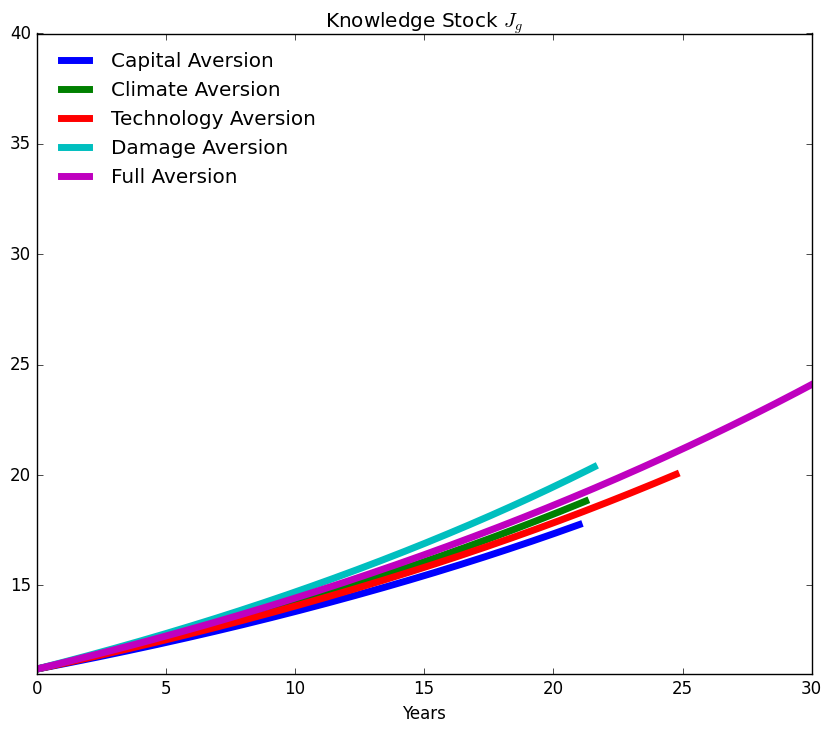 Knowledge Stock J_g
40
35
30
25
20
15
Capital Aversion
Climate Aversion
Technology Aversion
Damage Aversion
Full Aversion
0 5 10 15 20 25 30
Years